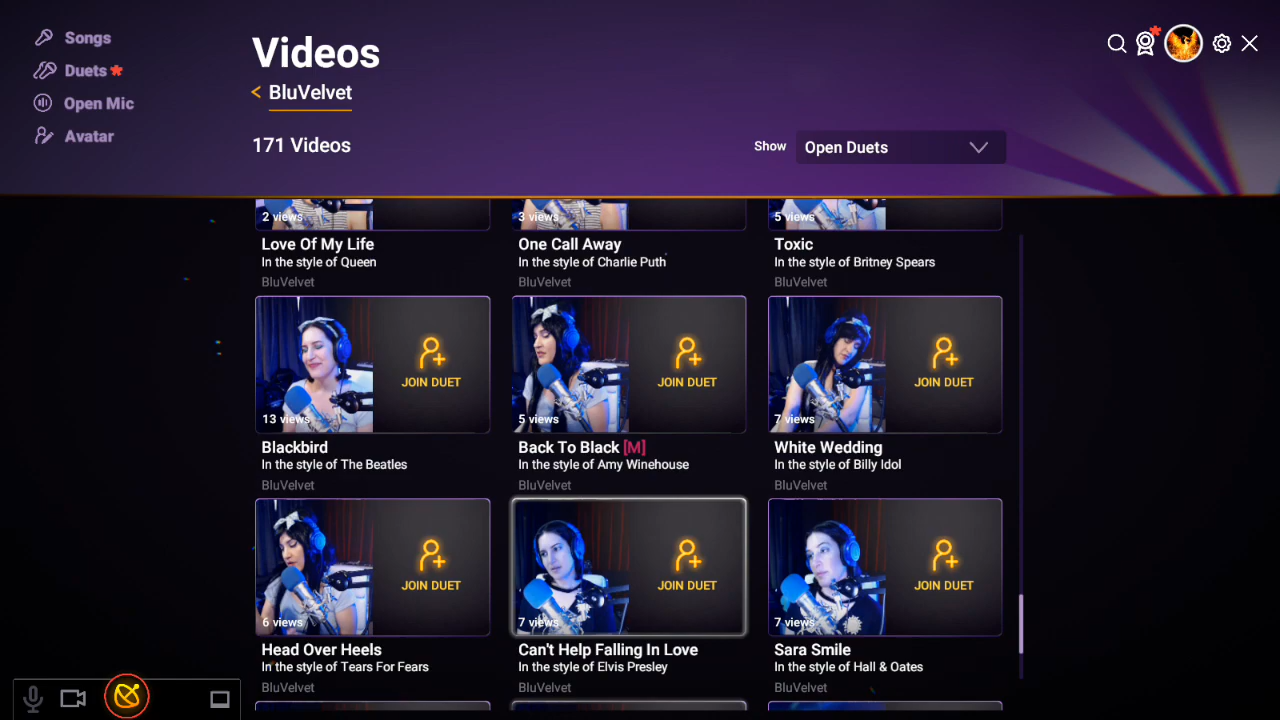 Songs
Duets *
Open Mic
Avatar
Videos
< BluVelvet
171 Videos
Show
Open Duets
2 views
3 views
5 views
Love Of My Life
In the style of Queen
BluVelvet
One Call Away
In the style of Charlie Puth
BluVelvet
Toxic
In the style of Britney Spears
BluVelvet
JOIN DUET
13 views
Blackbird
In the style of The Beatles
BluVelvet
JOIN DUET
5 views
Back To Black [M]
In the style of Amy Winehouse
BluVelvet
JOIN DUET
7 views
White Wedding
In the style of Billy Idol
BluVelvet
JOIN DUET
6 views
Head Over Heels
In the style of Tears For Fears
BluVelvet
JOIN DUET
7 views
Can't Help Falling In Love
In the style of Elvis Presley
BluVelvet
JOIN DUET
7 views
Sara Smile
In the style of Hall & Oates
BluVelvet